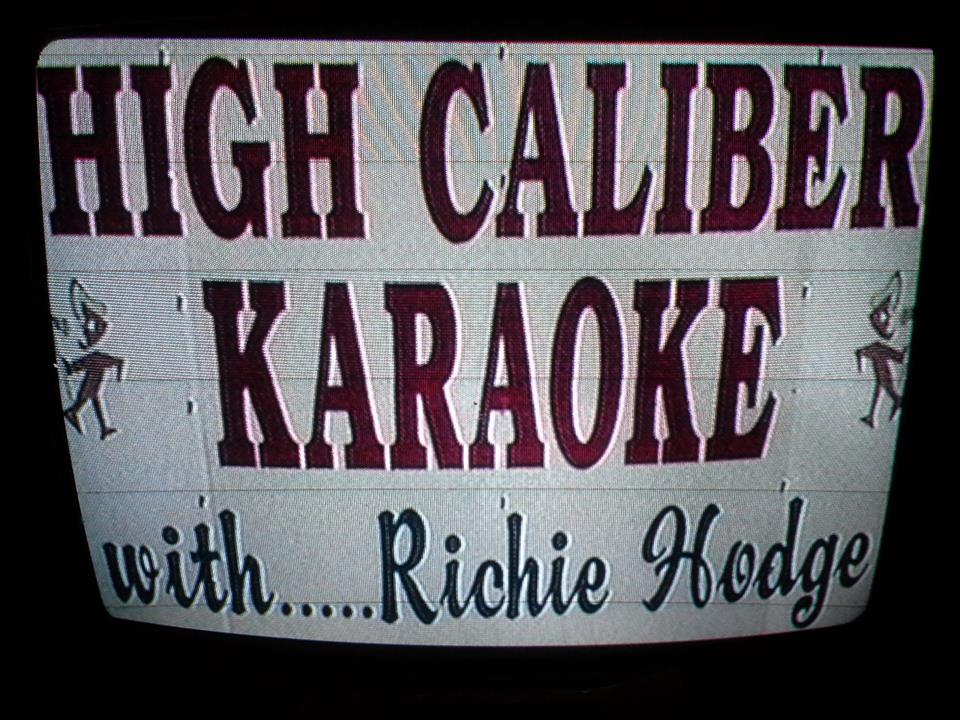 HIGH CALIBER
KARAOKE
with.....Richie Hodge